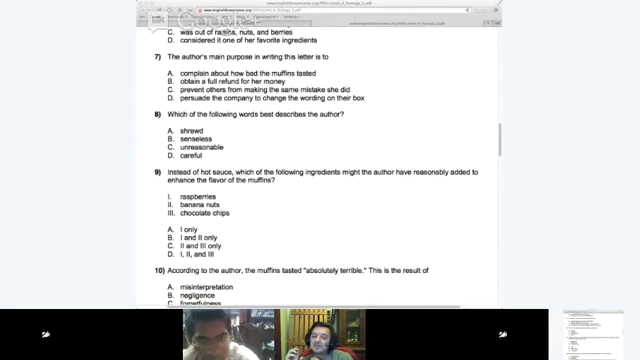 Google+
C. was out of raisins, nuts, and berries
D. considered it one of her favorite ingredients
7) The author's main purpose in writing this letter is to
A. complain about how bad the muffins tasted
B. obtain a full refund for her money
C. prevent others from making the same mistake she did
D. persuade the company to change the wording on their box
8) Which of the following words best describes the author?
A. shrewd
B. senseless
C. unreasonable
D. careful
9) Instead of hot sauce, which of the following ingredients might the author have reasonably added to
enhance the flavor of the muffins?
I. raspberries
II. banana nuts
III. chocolate chips
A. I only
B. I and II only
C. II and III only
D. I, II, and III
10) According to the author, the muffins tasted "absolutely terrible." This is the result of
A. misinterpretation
B. negligence
C. forgetfulness